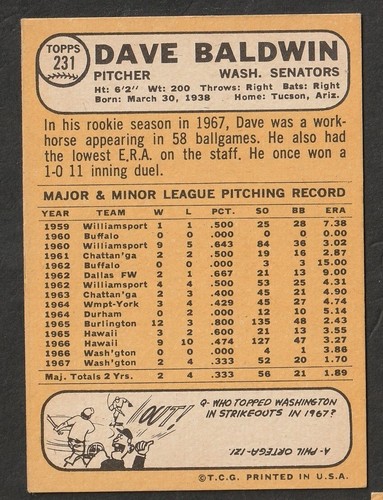 TOPPS
231
DAVE BALDWIN
PITCHER WASH. SENATORS
Ht: 6'2" Wt: 200 Throws: Right Bats: Right
Born: March 30, 1938 Home: Tucson, Ariz.
In his rookie season in 1967, Dave was a work-
horse appearing in 58 ballgames. He also had
the lowest E.R.A. on the staff. He once won a
1-0 11 inning duel.
MAJOR & MINOR LEAGUE PITCHING RECORD
YEAR TEAM W L PCT. SO BB ERA
1959 Williamsport 1 1 .500 25 28 7.38
1960 Buffalo 0 0 .000 0 0 0.00
1960 Williamsport 9 5 .643 84 36 3.02
1961 Chattan'ga 2 2 .500 19 16 2.87
1962 Buffalo 0 0 .000 3 3 15.00
1962 Dallas FW 2 1 .667 21 13 9.00
1962 Williamsport 4 4 .500 53 25 4.31
1963 Chattan'ga 2 3 .400 45 21 4.90
1964 Wmpt-York 3 4 .429 45 27 4.74
1964 Durham 0 0 .000 12 10 5.14
1965 Burlington 12 3 .800 135 48 2.43
1965 Hawaii 3 2 .600 21 13 3.55
1966 Hawaii 9 10 .474 127 47 3.27
1966 Wash'gton 0 0 .000 4 1 3.86
1967 Wash'gton 2 4 .333 52 20 1.70
Maj. Totals 2 Yrs. 2 4 .333 56 21 1.89
OUT!
Q- WHO TOPPED WASHINGTON
IN STRIKEOUTS IN 1967?
A- PHIL ORTEGA-121.
©T.C.G. PRINTED IN U.S.A.